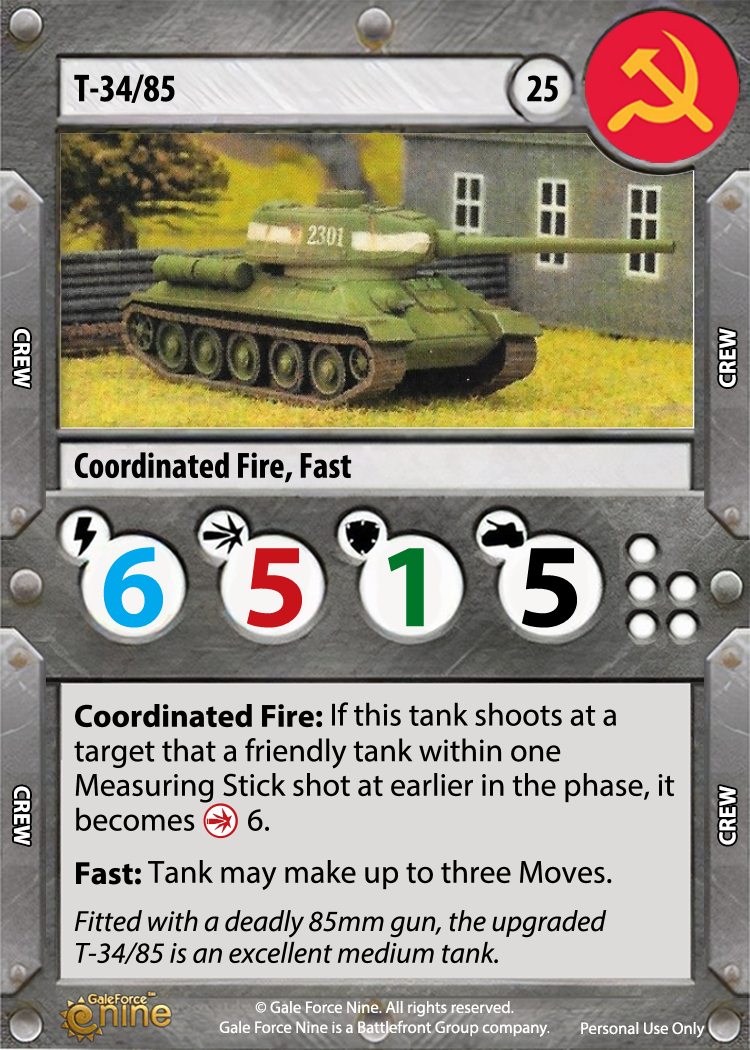 T-34/85
25
2301
CREW
CREW
Coordinated Fire, Fast
6
5
1
5
Coordinated Fire: If this tank shoots at a
target that a friendly tank within one
Measuring Stick shot at earlier in the phase, it
becomes 6.
Fast: Tank may make up to three Moves.
Fitted with a deadly 85mm gun, the upgraded
T-34/85 is an excellent medium tank.
CREW
CREW
GaleForce™
nine
© Gale Force Nine. All rights reserved.
Gale Force Nine is a Battlefront Group company.
Personal Use Only